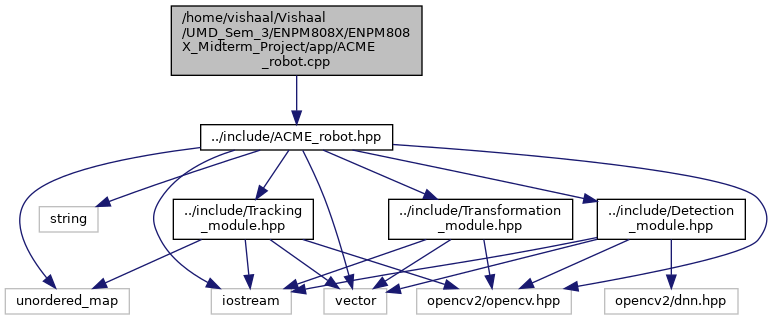 /home/vishaal/Vishaal
/UMD_Sem_3/ENPM808X/ENPM808
X_Midterm_Project/app/ACME
_robot.cpp
../include/ACME_robot.hpp
string
../include/Tracking
_module.hpp
../include/Transformation
_module.hpp
../include/Detection
_module.hpp
unordered_map
iostream
vector
opencv2/opencv.hpp
opencv2/dnn.hpp